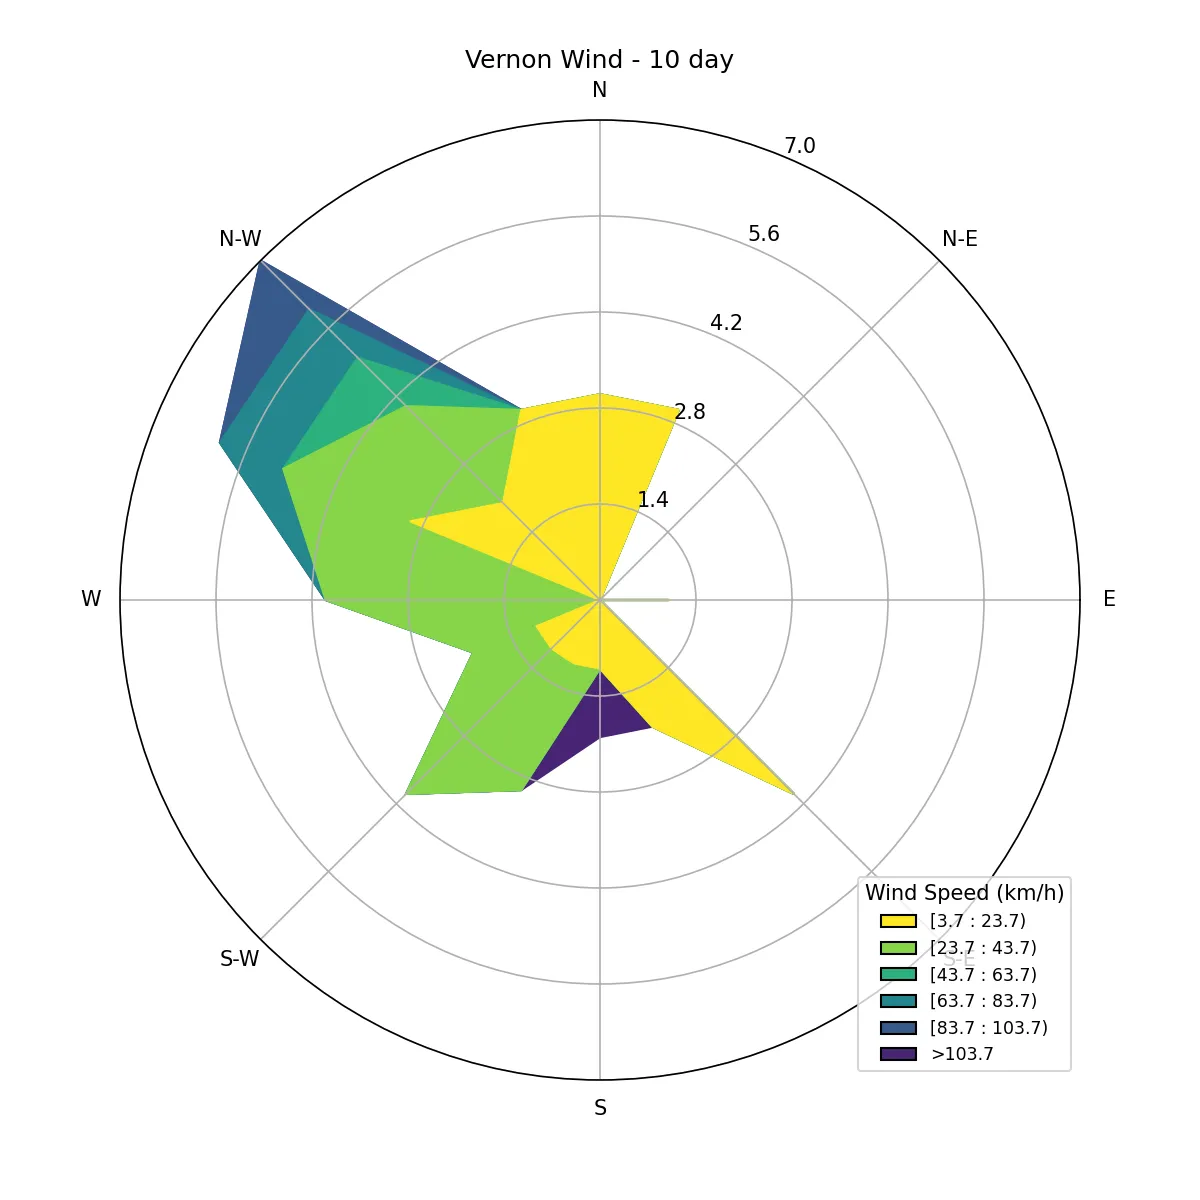 Vernon Wind - 10 day
N
7.0
5.6
N-W
N-E
4.2
2.8
1.4
W
E
Wind Speed (km/h)
[3.7 : 23.7)
[23.7 : 43.7)
S-W
S-E
[43.7 : 63.7)
[63.7 : 83.7)
[83.7 : 103.7)
>103.7
S